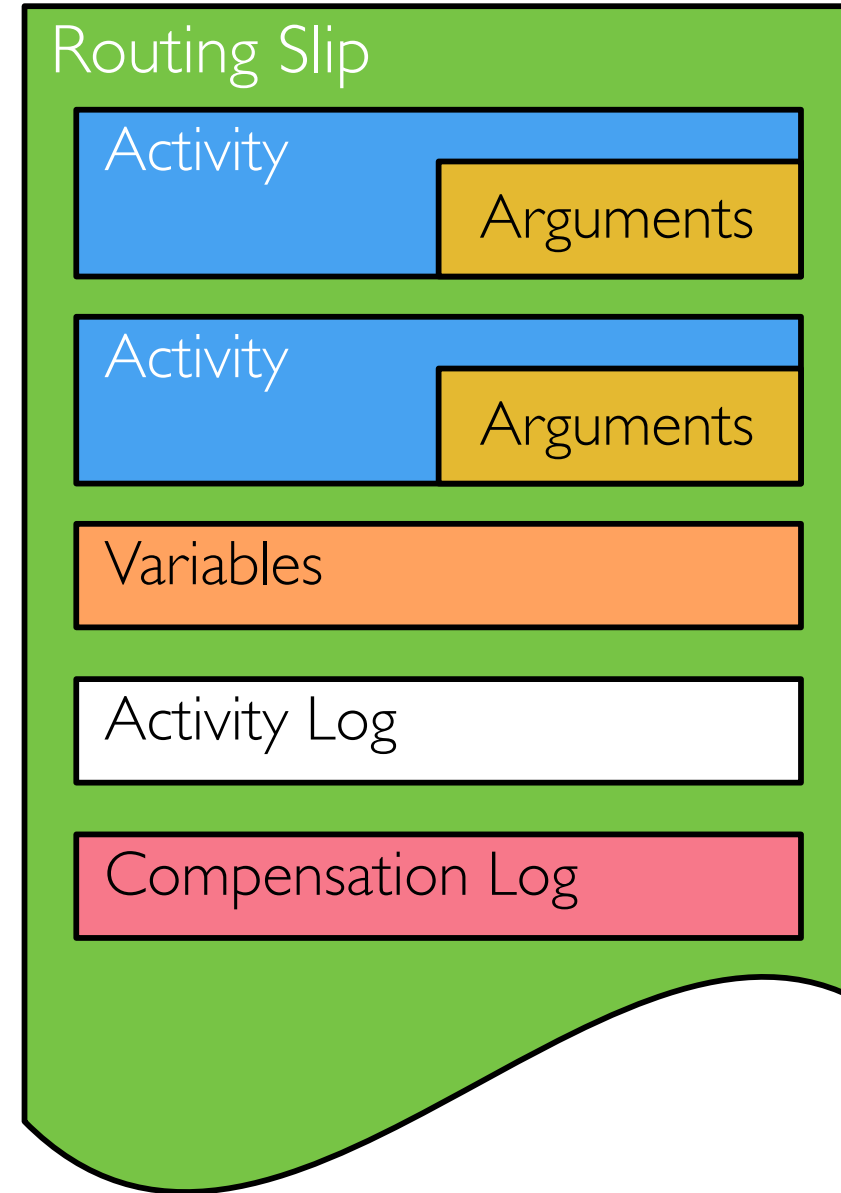 Routing Slip
Activity
Arguments
Activity
Arguments
Variables
Activity Log
Compensation Log